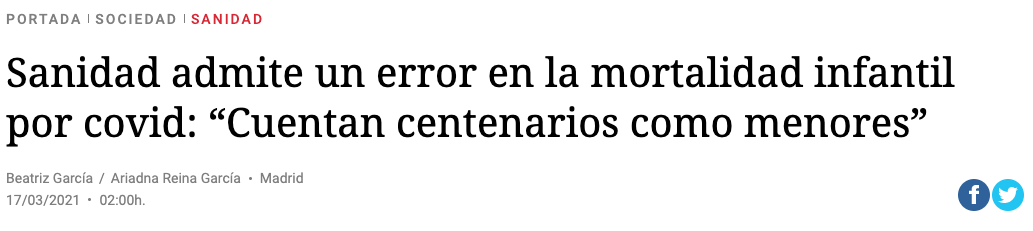 PORTADA | SOCIEDAD | SANIDAD
Sanidad admite un error en la mortalidad infantil
por covid: “Cuentan centenarios como menores”
Beatriz García / Ariadna Reina García • Madrid
17/03/2021 • 02:00h.